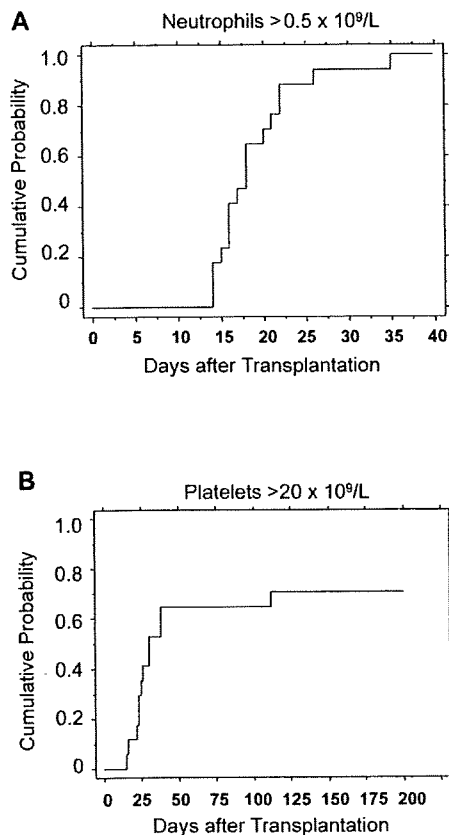 A
Neutrophils >0.5 x 10⁹/L
Cumulative Probability
1.0
0.8
0.6
0.4
0.2
0
0 5 10 15 20 25 30 35 40
Days after Transplantation
B
Platelets >20 x 10⁹/L
Cumulative Probability
1.0
0.8
0.6
0.4
0.2
0
0 25 50 75 100 125 150 175 200
Days after Transplantation